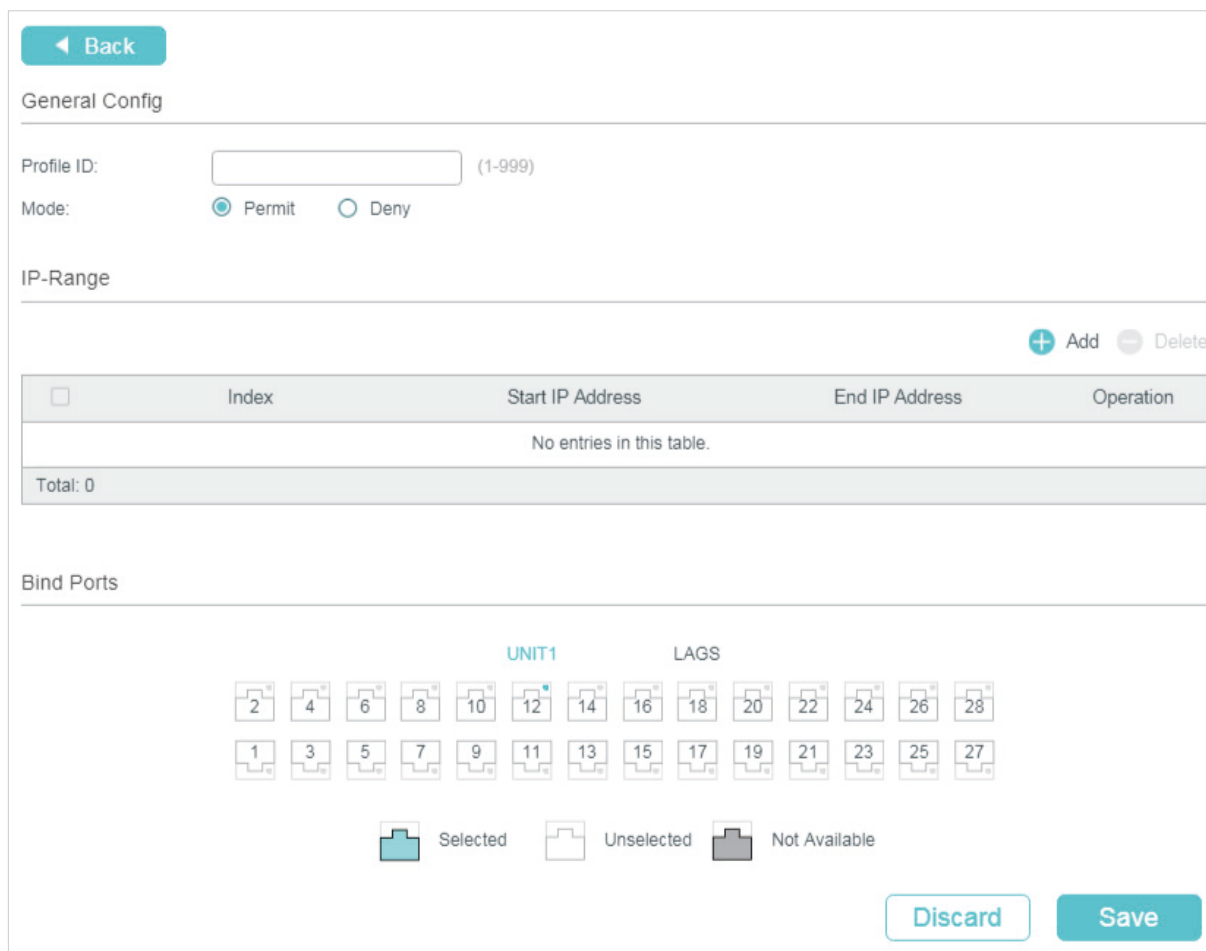 Back
General Config
Profile ID: (1-999)
Mode: Permit Deny
IP-Range
Add Delete
Index Start IP Address End IP Address Operation
No entries in this table.
Total: 0
Bind Ports
UNIT1 LAGS
2 4 6 8 10 12 14 16 18 20 22 24 26 28
1 3 5 7 9 11 13 15 17 19 21 23 25 27
Selected Unselected Not Available
Discard Save